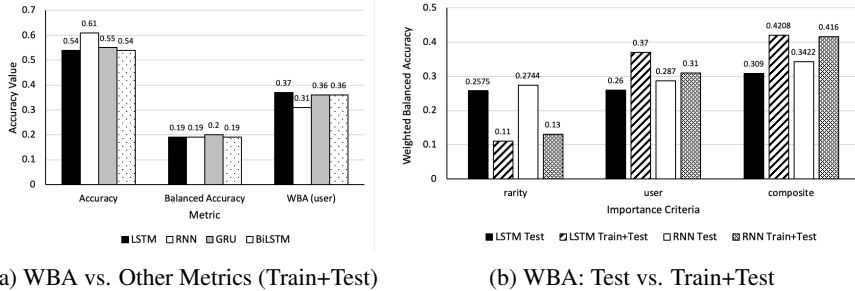 0.7
0.6
0.5
0.4
0.3
0.2
0.1
0
Accuracy Value
0.54 0.61 0.55 0.54
0.19 0.19 0.2 0.19
0.37 0.31 0.36 0.36
Accuracy Balanced Accuracy WBA (user)
Metric
LSTM RNN GRU BiLSTM
a) WBA vs. Other Metrics (Train+Test)
0.5
0.4
0.3
0.2
0.1
0
Weighted Balanced Accuracy
0.2575 0.11 0.2744 0.13
0.26 0.37 0.287 0.31
0.309 0.4208 0.3422 0.416
rarity user composite
Importance Criteria
LSTM Test LSTM Train+Test RNN Test RNN Train+Test
(b) WBA: Test vs. Train+Test